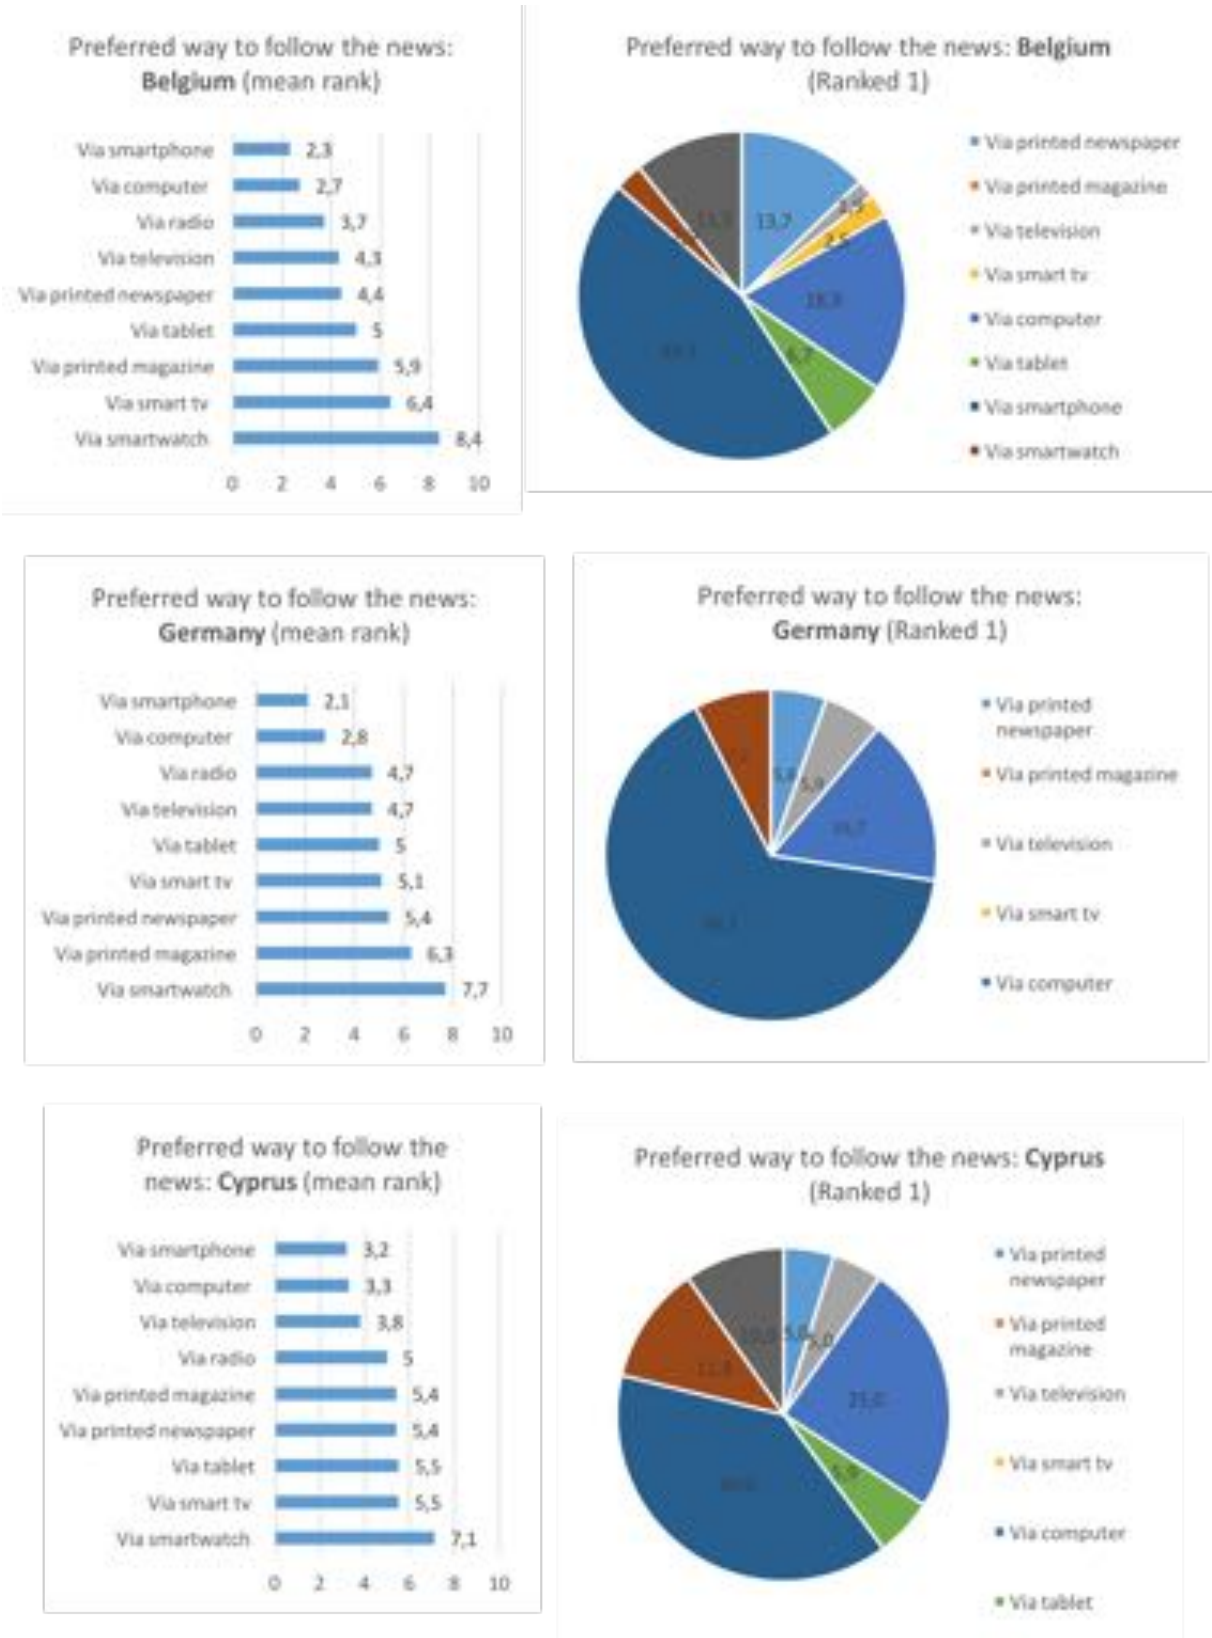 Preferred way to follow the news:
Belgium (mean rank)
Via smartphone 2,3
Via computer 2,7
Via radio 3,7
Via television 4,3
Via printed newspaper 4,4
Via tablet 5
Via printed magazine 5,9
Via smart tv 6,4
Via smartwatch 8,4
0 2 4 6 8 10
Preferred way to follow the news: Belgium
(Ranked 1)
13,7
2,5
6,7
Via printed newspaper
Via printed magazine
Via television
Via smart tv
Via computer
Via tablet
Via smartphone
Via smartwatch
Preferred way to follow the news:
Germany (mean rank)
Via smartphone 2,1
Via computer 2,8
Via radio 4,7
Via television 4,7
Via tablet 5
Via smart tv 5,1
Via printed newspaper 5,4
Via printed magazine 6,3
Via smartwatch 7,7
0 2 4 6 8 10
Preferred way to follow the news:
Germany (Ranked 1)
5,9
Via printed
newspaper
Via printed magazine
Via television
Via smart tv
Via computer
Preferred way to follow the
news: Cyprus (mean rank)
Via smartphone 3,2
Via computer 3,3
Via television 3,8
Via radio 5
Via printed magazine 5,4
Via printed newspaper 5,4
Via tablet 5,5
Via smart tv 5,5
Via smartwatch 7,1
0 2 4 6 8 10
Preferred way to follow the news: Cyprus
(Ranked 1)
5,0
5,0
Via printed
newspaper
Via printed
magazine
Via television
Via smart tv
Via computer
Via tablet